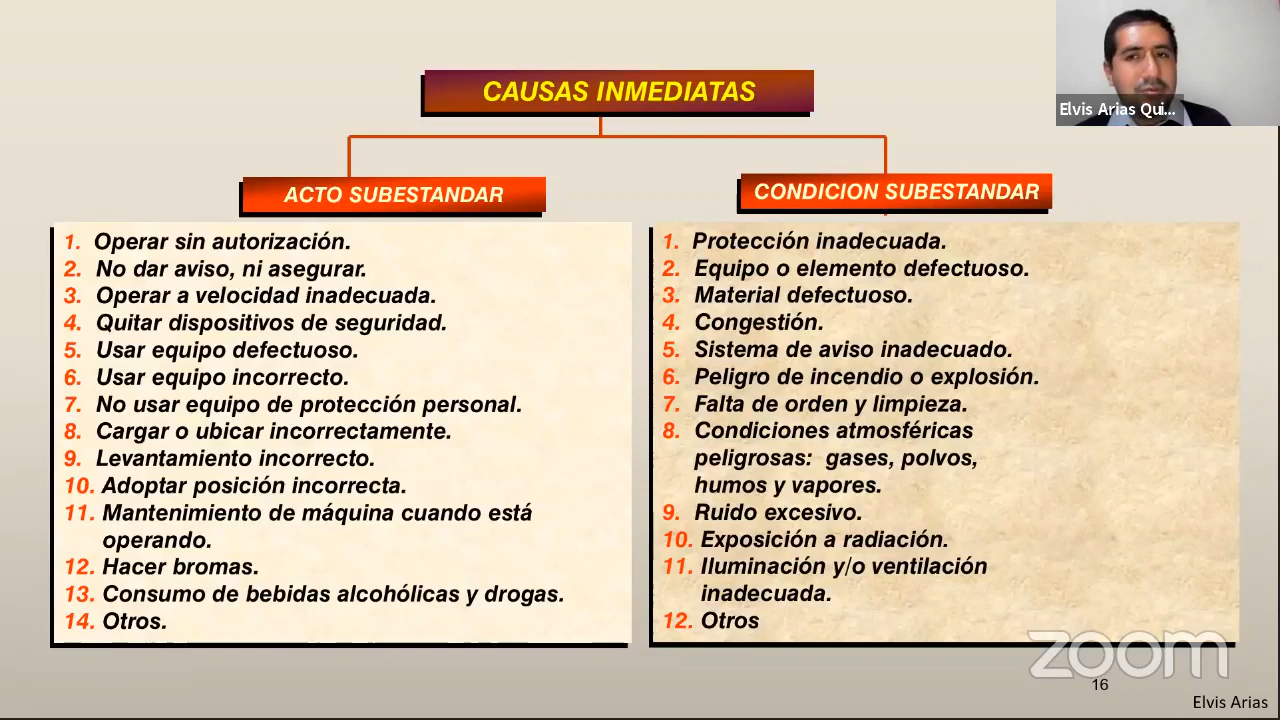 CAUSAS INMEDIATAS
Elvis Arias Qui...
ACTO SUBESTANDAR
CONDICION SUBESTANDAR
1. Operar sin autorización.
2. No dar aviso, ni asegurar.
3. Operar a velocidad inadecuada.
4. Quitar dispositivos de seguridad.
5. Usar equipo defectuoso.
6. Usar equipo incorrecto.
7. No usar equipo de protección personal.
8. Cargar o ubicar incorrectamente.
9. Levantamiento incorrecto.
10. Adoptar posición incorrecta.
11. Mantenimiento de máquina cuando está
operando.
12. Hacer bromas.
13. Consumo de bebidas alcohólicas y drogas.
14. Otros.
1. Protección inadecuada.
2. Equipo o elemento defectuoso.
3. Material defectuoso.
4. Congestión.
5. Sistema de aviso inadecuado.
6. Peligro de incendio o explosión.
7. Falta de orden y limpieza.
8. Condiciones atmosféricas
peligrosas: gases, polvos,
humos y vapores.
9. Ruido excesivo.
10. Exposición a radiación.
11. Iluminación y/o ventilación
inadecuada.
12. Otros
zoom
16
Elvis Arias